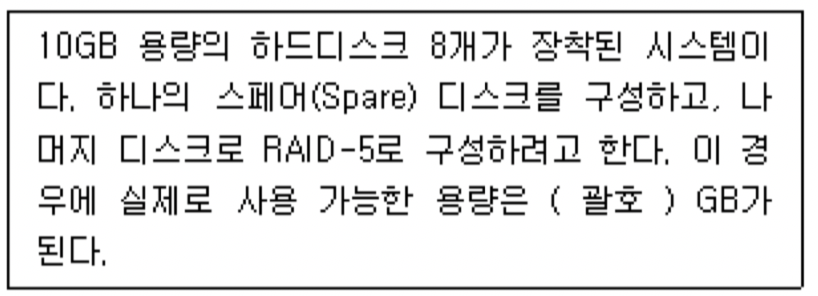 10GB 용량의 하드디스크 8개가 장착된 시스템이
다. 하나의 스페어(Spare) 디스크를 구성하고, 나
머지 디스크로 RAID-5로 구성하려고 한다. 이 경
우에 실제로 사용 가능한 용량은 ( 괄호 ) GB가
된다.